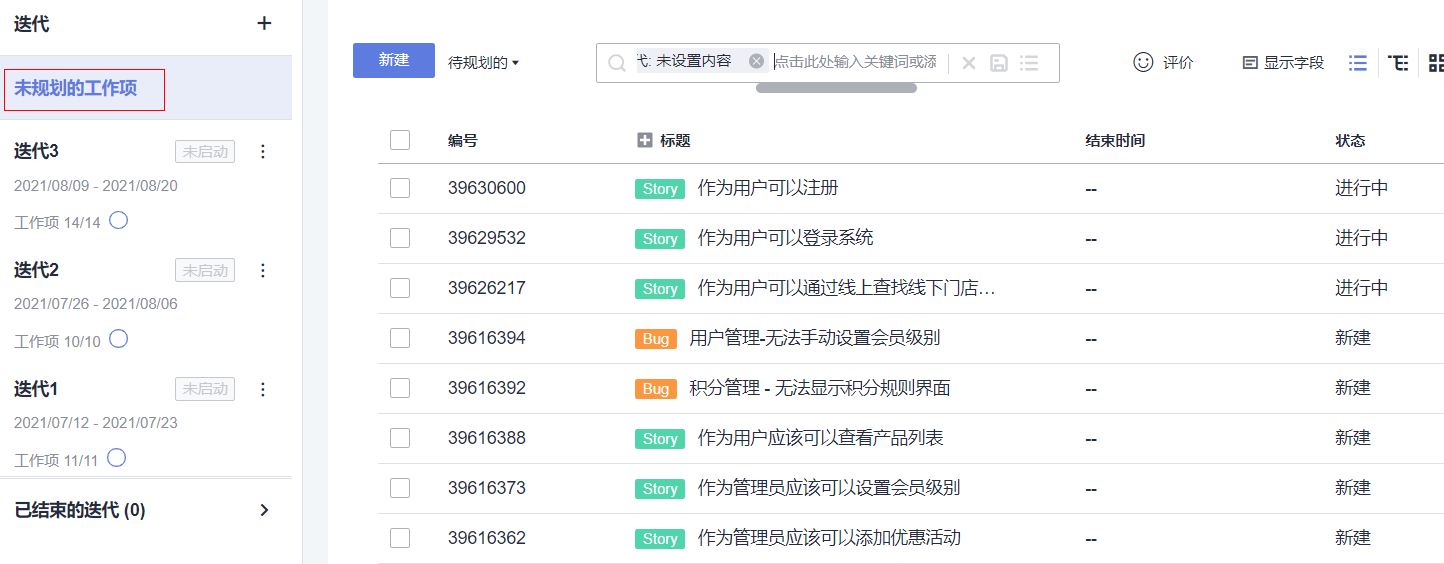 迭代
未规划的工作项
迭代3 未启动
2021/08/09 - 2021/08/20
工作项 14/14
迭代2 未启动
2021/07/26 - 2021/08/06
工作项 10/10
迭代1 未启动
2021/07/12 - 2021/07/23
工作项 11/11
已结束的迭代 (0)
新建 待规划的 代: 未设置内容 点击此处输入关键词或添 评价 显示字段
编号 标题 结束时间 状态
39630600 Story 作为用户可以注册 -- 进行中
39629532 Story 作为用户可以登录系统 -- 进行中
39626217 Story 作为用户可以通过线上查找线下门店… -- 进行中
39616394 Bug 用户管理-无法手动设置会员级别 -- 新建
39616392 Bug 积分管理 - 无法显示积分规则界面 -- 新建
39616388 Story 作为用户应该可以查看产品列表 -- 新建
39616373 Story 作为管理员应该可以设置会员级别 -- 新建
39616362 Story 作为管理员应该可以添加优惠活动 -- 新建